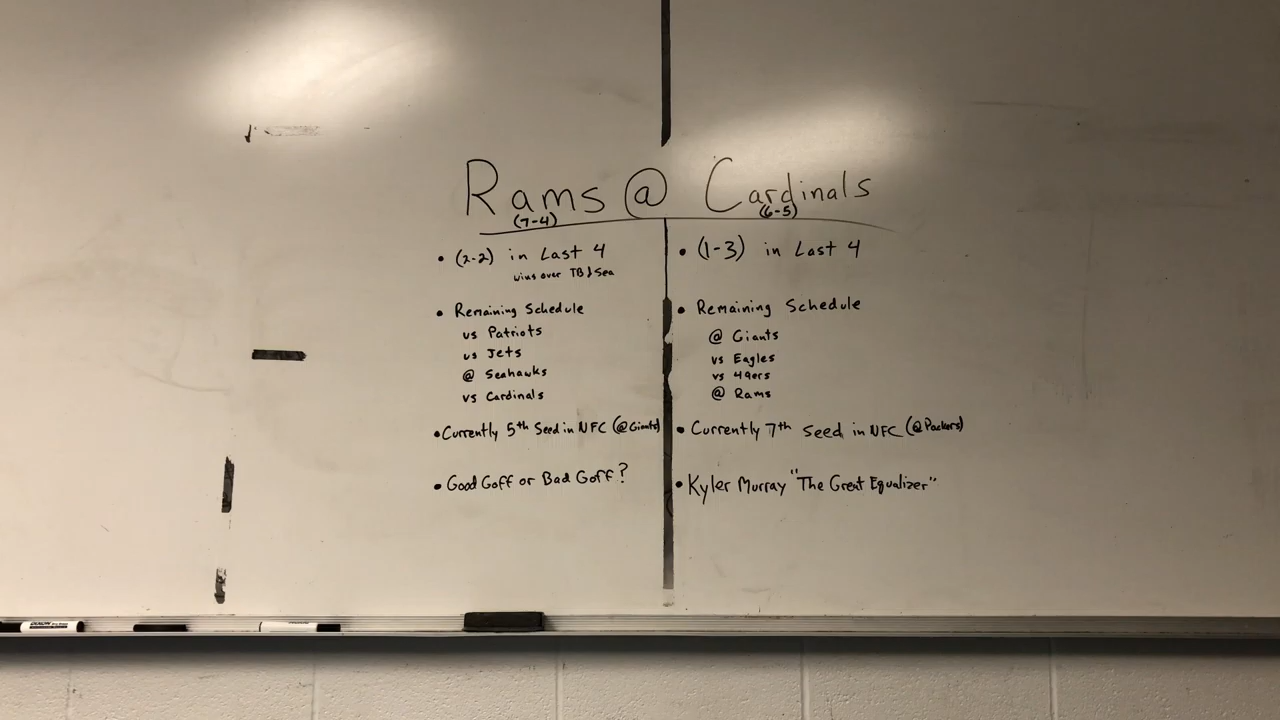 Rams @ Cardinals
(7-4) (6-5)
• (2-2) in Last 4
wins over TB & Sea
• Remaining Schedule
vs Patriots
vs Jets
@ Seahawks
vs Cardinals
• Currently 5th Seed in NFC (@Giants)
• Good Goff or Bad Goff?
• (1-3) in Last 4
• Remaining Schedule
@ Giants
vs Eagles
vs 49ers
@ Rams
• Currently 7th Seed in NFC (@Packers)
• Kyler Murray "The Great Equalizer"
DIXON